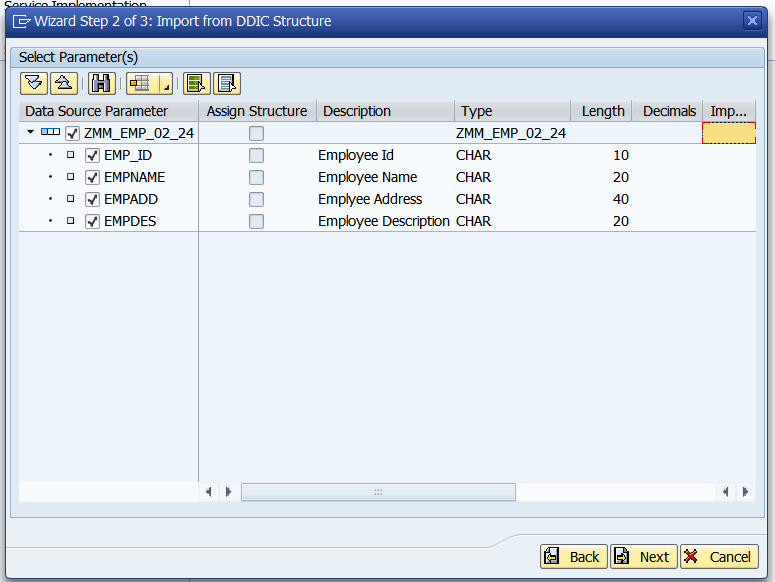 Service Implementation
Wizard Step 2 of 3: Import from DDIC Structure
Select Parameter(s)
Data Source Parameter Assign Structure Description Type Length Decimals Imp...
ZMM_EMP_02_24 ZMM_EMP_02_24
EMP_ID Employee Id CHAR 10
EMPNAME Employee Name CHAR 20
EMPADD Emplyee Address CHAR 40
EMPDES Employee Description CHAR 20
Back Next Cancel